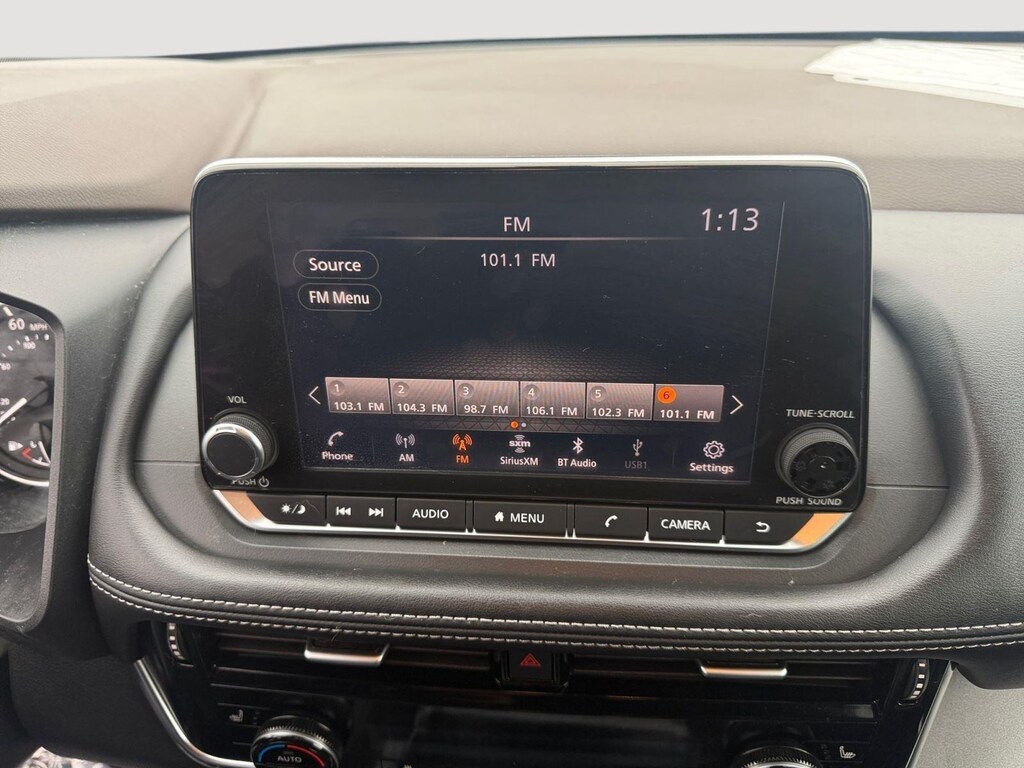 FM
1:13
Source
101.1 FM
FM Menu
60 MPH
100
1 2 3 4 5 6
103.1 FM 104.3 FM 98.7 FM 106.1 FM 102.3 FM 101.1 FM
VOL
TUNE-SCROLL
Phone AM FM sxm SiriusXM BT Audio USB1 Settings
PUSH
PUSH SOUND
AUDIO MENU CAMERA
AUTO